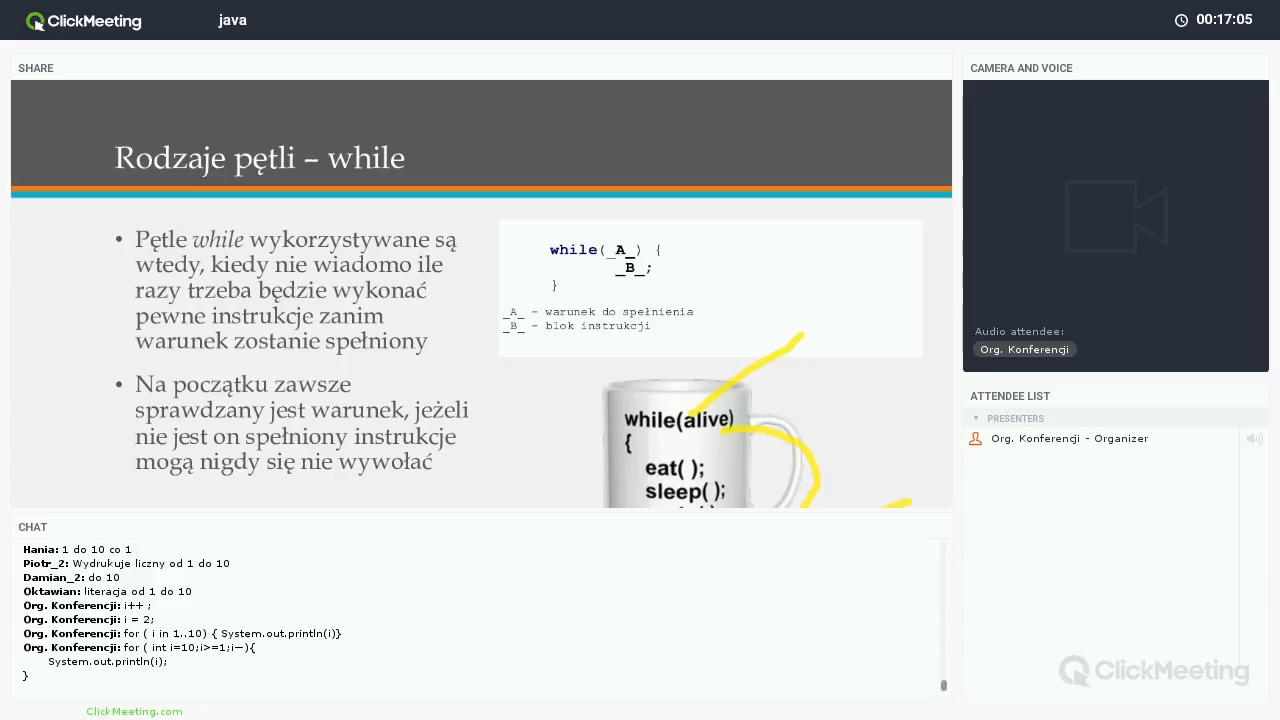 ClickMeeting
java
00:17:05
SHARE
CAMERA AND VOICE
Rodzaje pętli – while
• Pętle while wykorzystywane są
wtedy, kiedy nie wiadomo ile
razy trzeba będzie wykonać
pewne instrukcje zanim
warunek zostanie spełniony
• Na początku zawsze
sprawdzany jest warunek, jeżeli
nie jest on spełniony instrukcje
mogą nigdy się nie wywołać
while(_A_) {
_B_;
}
_A_ - warunek do spełnienia
_B_ - blok instrukcji
while(alive)
{
eat( );
sleep( );
Audio attendee:
Org. Konferencji
ATTENDEE LIST
PRESENTERS
Org. Konferencji - Organizer
CHAT
Hania: 1 do 10 co 1
Piotr_2: Wydrukuje liczny od 1 do 10
Damian_2: do 10
Oktawian: literacja od 1 do 10
Org. Konferencji: i++ ;
Org. Konferencji: i = 2;
Org. Konferencji: for ( i in 1..10) { System.out.println(i)}
Org. Konferencji: for ( int i=10;i>=1;i—){
System.out.println(i);
}
ClickMeeting
ClickMeeting.com